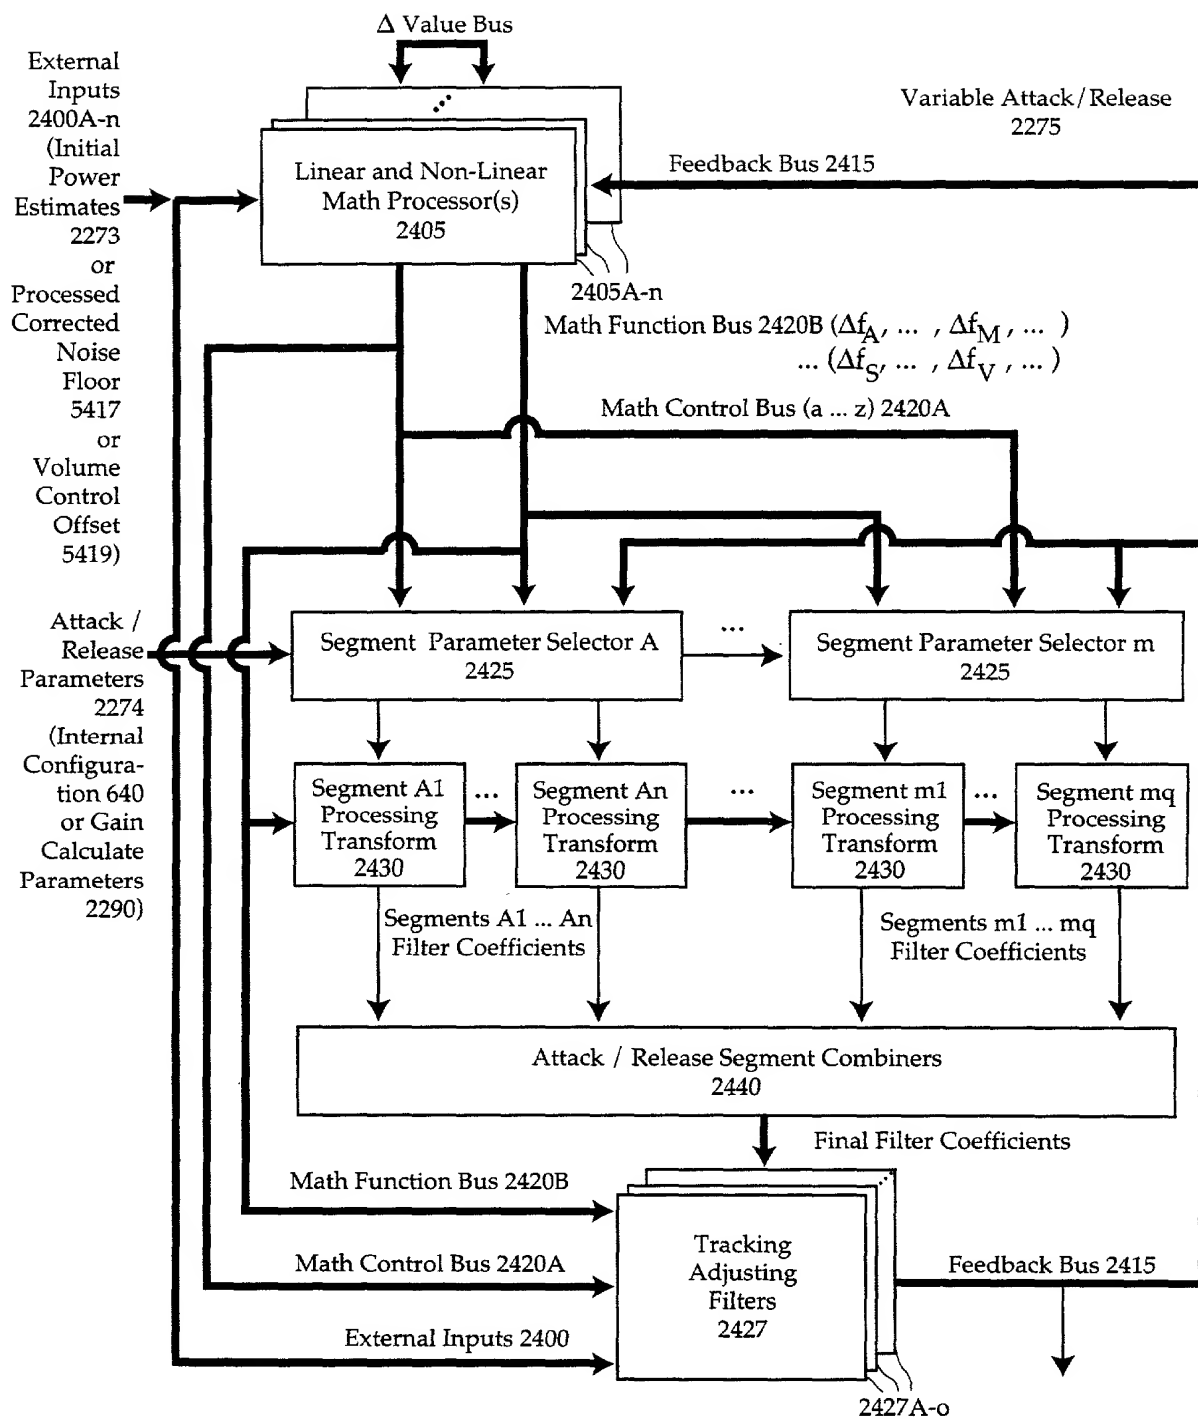 Δ Value Bus
External
Inputs
2400A-n
(Initial
Power
Estimates
2273
or
Processed
Corrected
Noise
Floor
5417
or
Volume
Control
Offset
5419)
Linear and Non-Linear
Math Processor(s)
2405
2405A-n
Variable Attack/Release
2275
Feedback Bus 2415
Math Function Bus 2420B (Δf_A, ... , Δf_M, ... )
... (Δf_S, ... , Δf_V, ... )
Math Control Bus (a ... z) 2420A
Attack /
Release
Parameters
2274
(Internal
Configura-
tion 640
or Gain
Calculate
Parameters
2290)
Segment Parameter Selector A
2425
...
Segment Parameter Selector m
2425
Segment A1
Processing
Transform
2430
...
Segment An
Processing
Transform
2430
...
Segment m1
Processing
Transform
2430
...
Segment mq
Processing
Transform
2430
Segments A1 ... An
Filter Coefficients
Segments m1 ... mq
Filter Coefficients
Attack / Release Segment Combiners
2440
Final Filter Coefficients
Math Function Bus 2420B
Math Control Bus 2420A
External Inputs 2400
Tracking
Adjusting
Filters
2427
Feedback Bus 2415
2427A-o